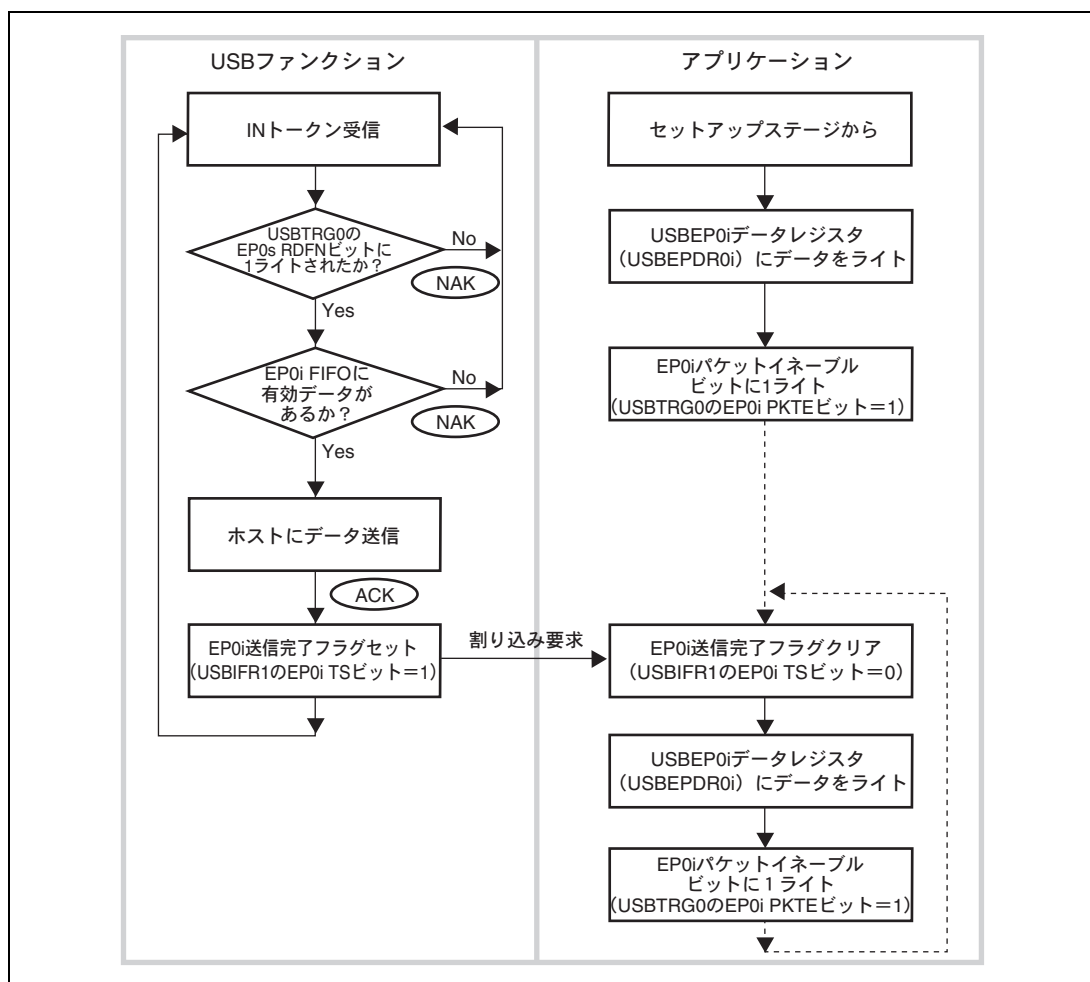 USBファンクション
INトークン受信
USBTRG0の
EP0s RDFNビットに
1ライトされたか？
No
NAK
Yes
EP0i FIFOに
有効データが
あるか？
No
NAK
Yes
ホストにデータ送信
ACK
EP0i送信完了フラグセット
（USBIFR1のEP0i TSビット＝1）
割り込み要求
アプリケーション
セットアップステージから
USBEP0iデータレジスタ
（USBEPDR0i）にデータをライト
EP0iパケットイネーブル
ビットに1ライト
（USBTRG0のEP0i PKTEビット＝1）
EP0i送信完了フラグクリア
（USBIFR1のEP0i TSビット＝0）
USBEP0iデータレジスタ
（USBEPDR0i）にデータをライト
EP0iパケットイネーブル
ビットに１ライト
（USBTRG0のEP0i PKTEビット＝1）